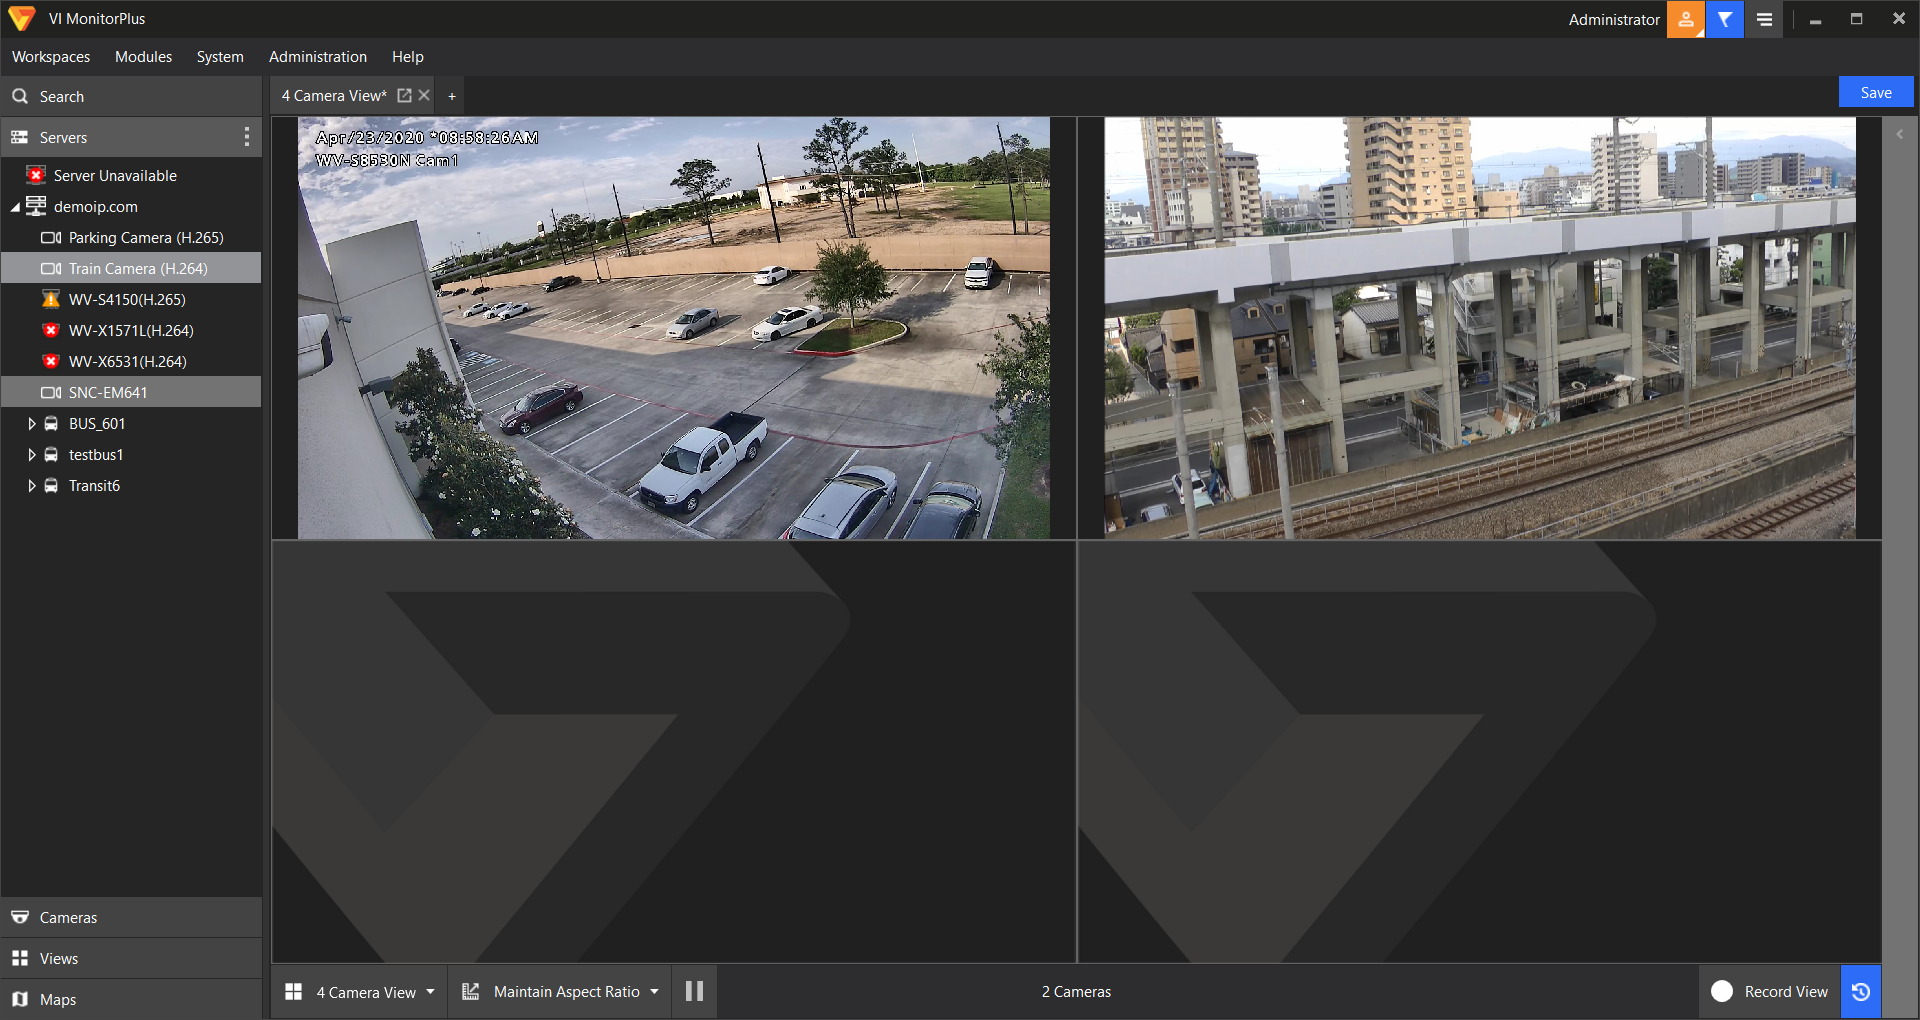 VI MonitorPlus
Administrator
Workspaces Modules System Administration Help
Search
4 Camera View*
+
Save
Servers
Server Unavailable
demoip.com
Parking Camera (H.265)
Train Camera (H.264)
WV-S4150(H.265)
WV-X1571L(H.264)
WV-X6531(H.264)
SNC-EM641
BUS_601
testbus1
Transit6
Apr/23/2020 *08:58:26AM
WV-S8530N Cam1
Cameras
Views
Maps
4 Camera View
Maintain Aspect Ratio
2 Cameras
Record View